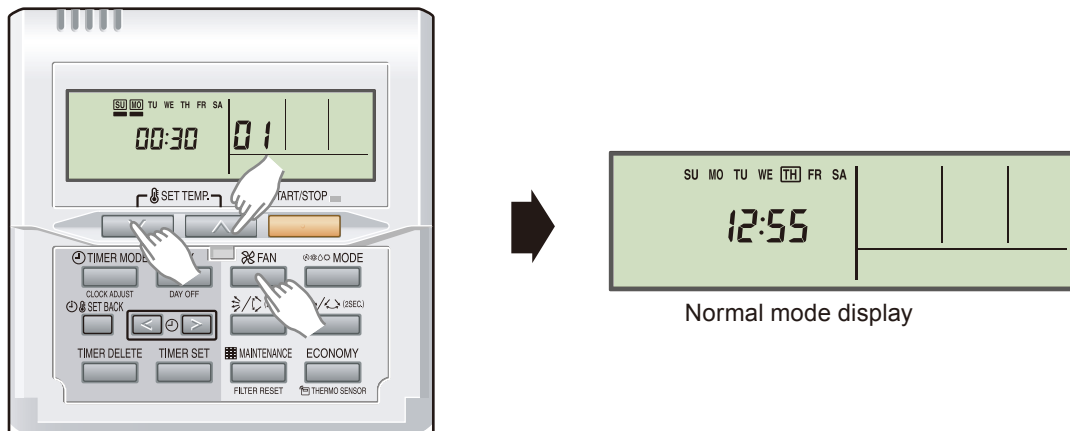 SU MO TU WE TH FR SA
00:30
01
SET TEMP.
TART/STOP
TIMER MODE
FAN
MODE
CLOCK ADJUST
DAY OFF
SET BACK
(2SEC.)
TIMER DELETE
TIMER SET
MAINTENANCE
ECONOMY
FILTER RESET
THERMO SENSOR
SU MO TU WE TH FR SA
12:55
Normal mode display